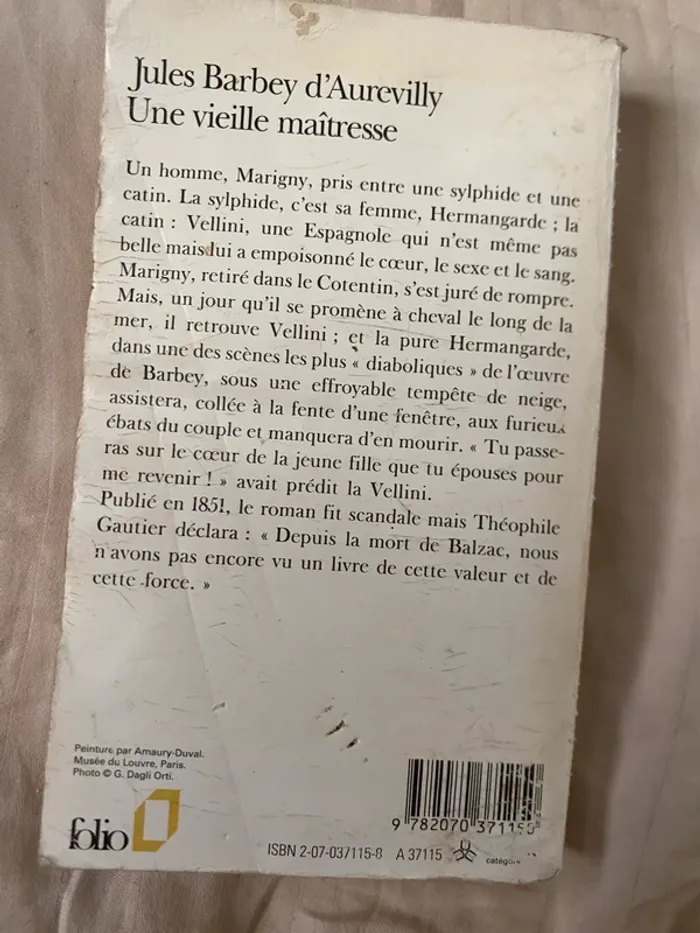 Jules Barbey d'Aurevilly
Une vieille maîtresse
Un homme, Marigny, pris entre une sylphide et une
catin. La sylphide, c'est sa femme, Hermangarde ; la
catin : Vellini, une Espagnole qui n'est même pas
belle mais lui a empoisonné le cœur, le sexe et le sang.
Marigny, retiré dans le Cotentin, s'est juré de rompre.
Mais, un jour qu'il se promène à cheval le long de la
mer, il retrouve Vellini ; et la pure Hermangarde,
dans une des scènes les plus « diaboliques » de l'œuvre
de Barbey, sous une effroyable tempête de neige,
assistera, collée à la fente d'une fenêtre, aux furieux
ébats du couple et manquera d'en mourir. « Tu passe-
ras sur le cœur de la jeune fille que tu épouses pour
me revenir ! » avait prédit la Vellini.
Publié en 1851, le roman fit scandale mais Théophile
Gautier déclara : « Depuis la mort de Balzac, nous
n'avons pas encore vu un livre de cette valeur et de
cette force. »
Peinture par Amaury-Duval.
Musée du Louvre, Paris.
Photo © G. Dagli Orti.
folio
9 782070 371150
ISBN 2-07-037115-8 A 37115